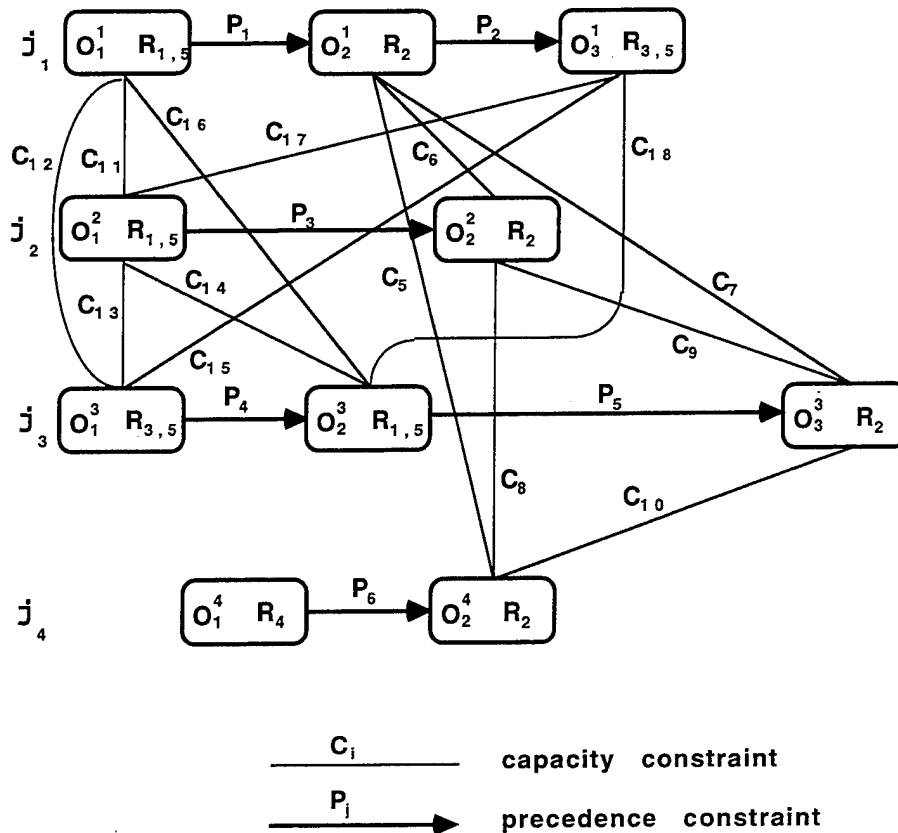 j₁ O₁¹ R₁,₅ P₁ O₂¹ R₂ P₂ O₃¹ R₃,₅
C₁₂ C₁₁ C₁₆ C₁₇ C₆ C₁₈
j₂ O₁² R₁,₅ P₃ O₂² R₂
C₁₃ C₁₄ C₅ C₇
C₁₅ C₉
j₃ O₁³ R₃,₅ P₄ O₂³ R₁,₅ P₅ O₃³ R₂
C₈ C₁₀
j₄ O₁⁴ R₄ P₆ O₂⁴ R₂
Cᵢ capacity constraint
Pⱼ precedence constraint